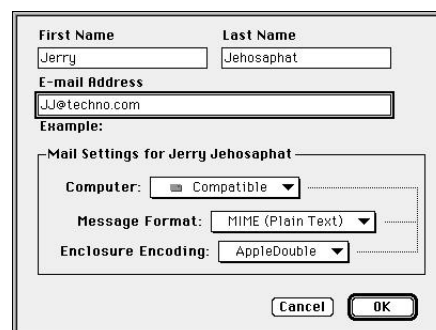 First Name Last Name
Jerry Jehosaphat
E-mail Address
JJ@techno.com
Example:
Mail Settings for Jerry Jehosaphat
Computer: Compatible
Message Format: MIME (Plain Text)
Enclosure Encoding: AppleDouble
Cancel OK